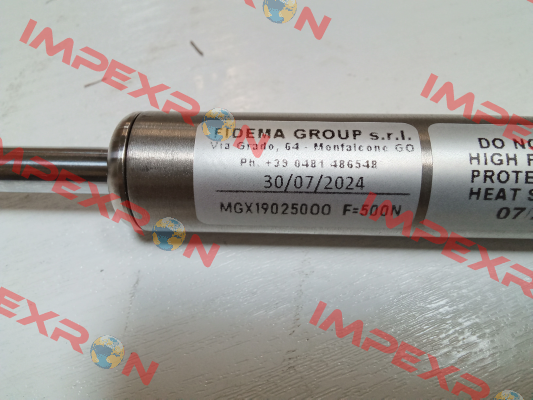 FIDEMA GROUP s.r.l.
Via Grado, 64 - Monfalcone GO
Ph. +39 0481 486548
30/07/2024
MGX19025000 F=500N
DO NO
HIGH P
PROTE
HEAT S
07/
IMPEXRON
IMPEXRON
IMPEXRON
IMPEXRON
IMPEXRON